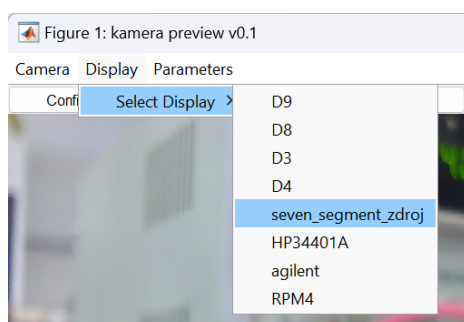 Figure 1: kamera preview v0.1
Camera Display Parameters
Confi
Select Display >
D9
D8
D3
D4
seven_segment_zdroj
HP34401A
agilent
RPM4